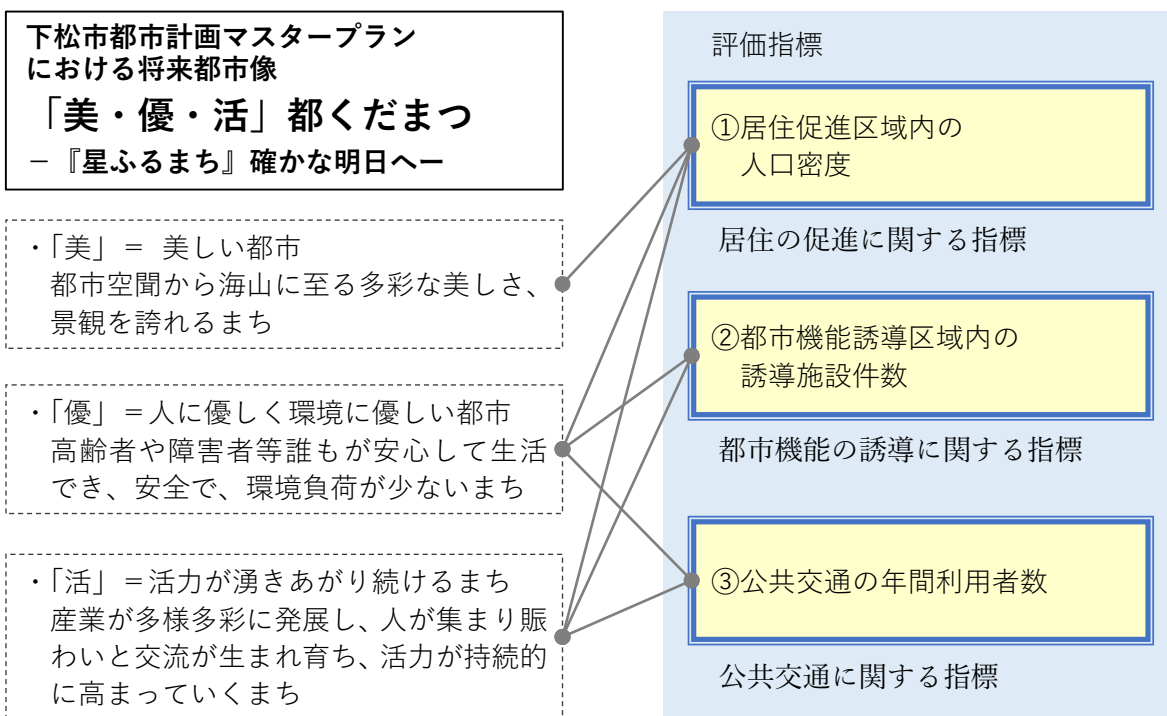 下松市都市計画マスタープラン
における将来都市像
「美・優・活」都くだまつ
－『星ふるまち』確かな明日へー
・「美」＝ 美しい都市
都市空聞から海山に至る多彩な美しさ、
景観を誇れるまち
・「優」＝人に優しく環境に優しい都市
高齢者や障害者等誰もが安心して生活
でき、安全で、環境負荷が少ないまち
・「活」＝活力が湧きあがり続けるまち
産業が多様多彩に発展し、人が集まり賑
わいと交流が生まれ育ち、活力が持続的
に高まっていくまち
評価指標
①居住促進区域内の
人口密度
居住の促進に関する指標
②都市機能誘導区域内の
誘導施設件数
都市機能の誘導に関する指標
③公共交通の年間利用者数
公共交通に関する指標